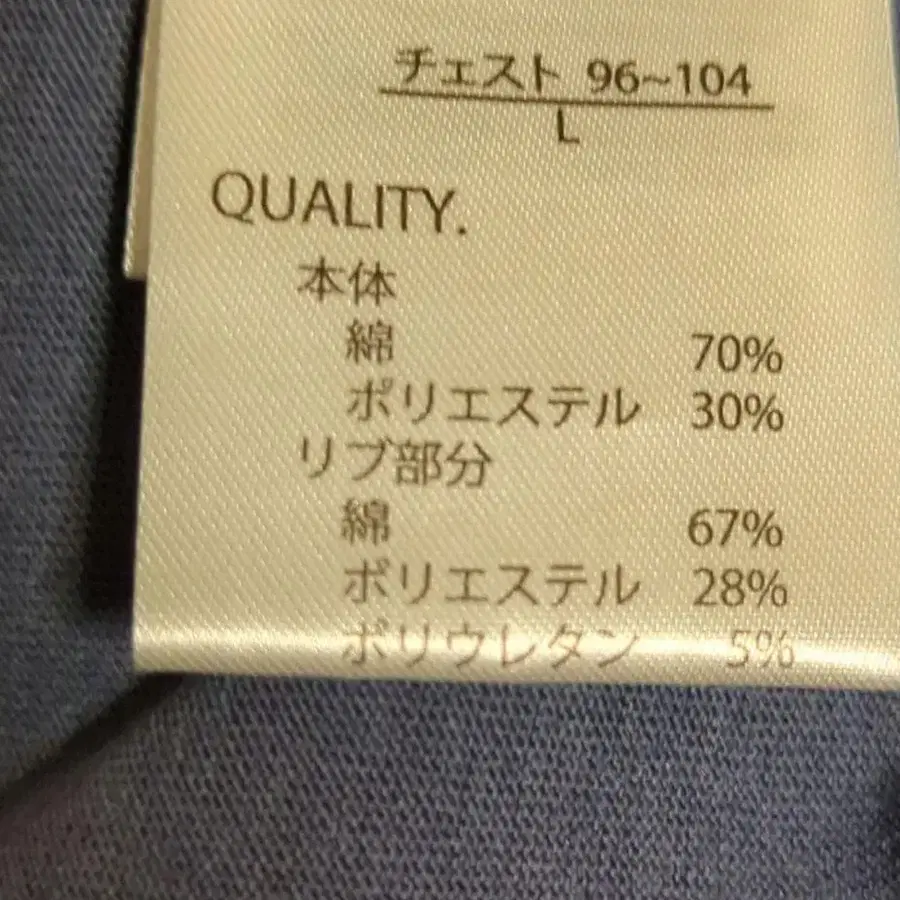 チェスト 96~104
L
QUALITY.
本体
綿 70%
ポリエステル 30%
リブ部分
綿 67%
ポリエステル 28%
ポリウレタン 5%